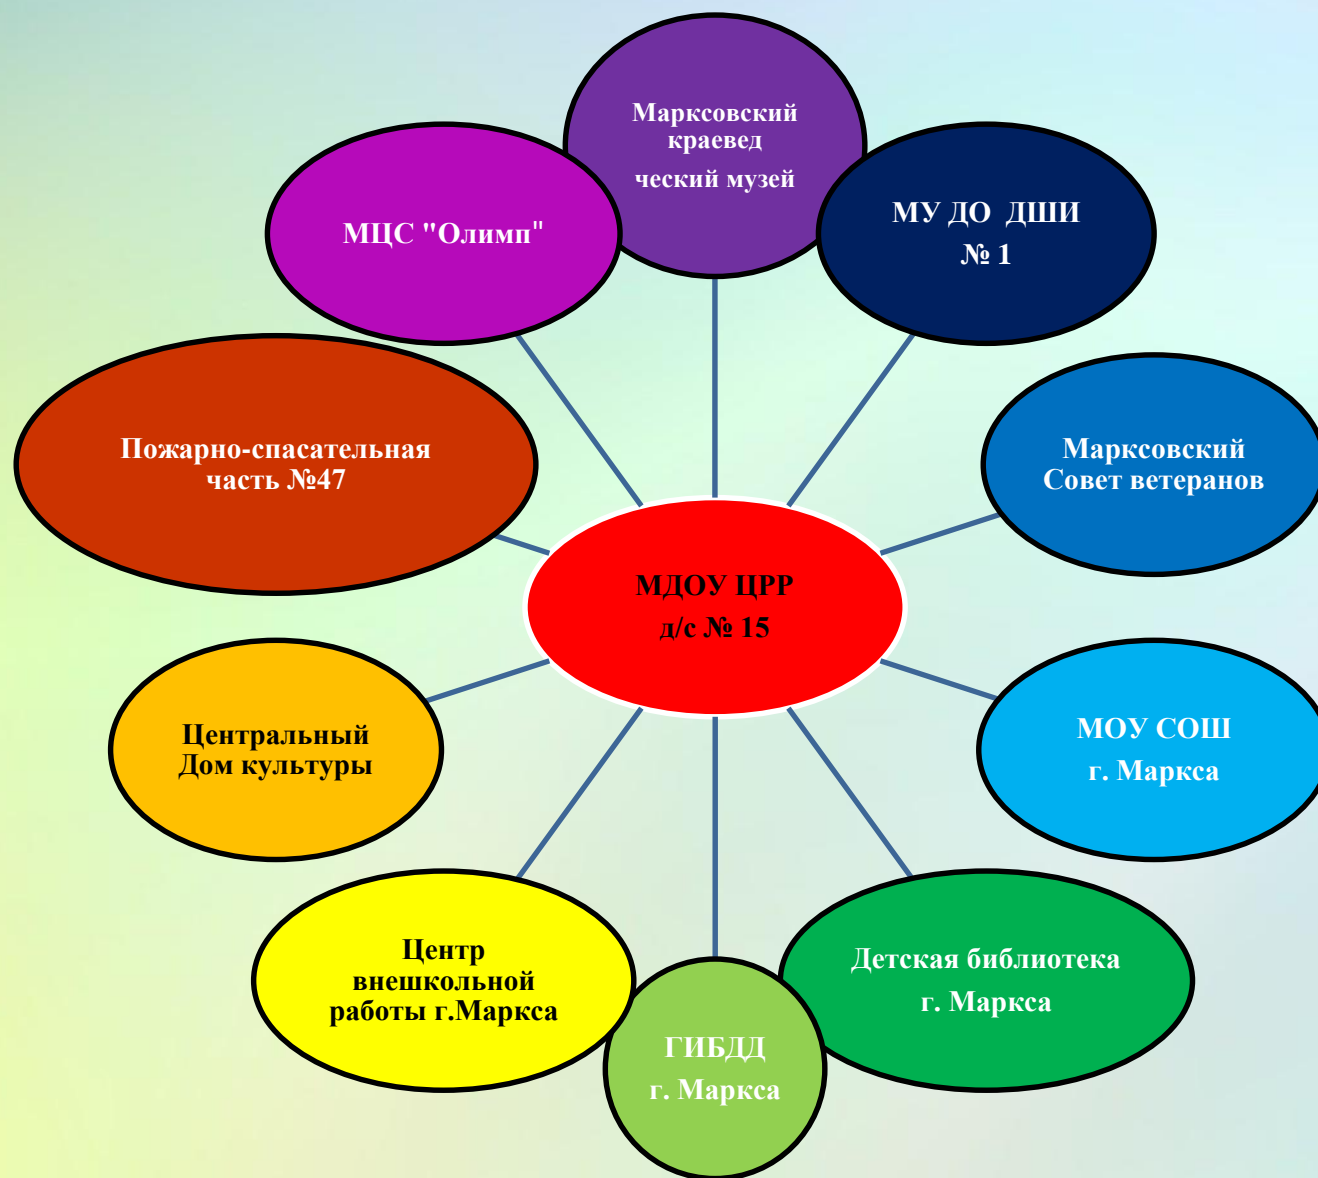 Марксовский
краевед
ческий музей
МУ ДО  ДШИ
№ 1
МЦС "Олимп"
Марксовский
Совет ветеранов
Пожарно-спасательная
часть №47
МДОУ ЦРР
д/с № 15
МОУ СОШ
г. Маркса
Центральный
Дом культуры
Детская библиотека
г. Маркса
Центр
внешкольной
работы г.Маркса
ГИБДД
г. Маркса